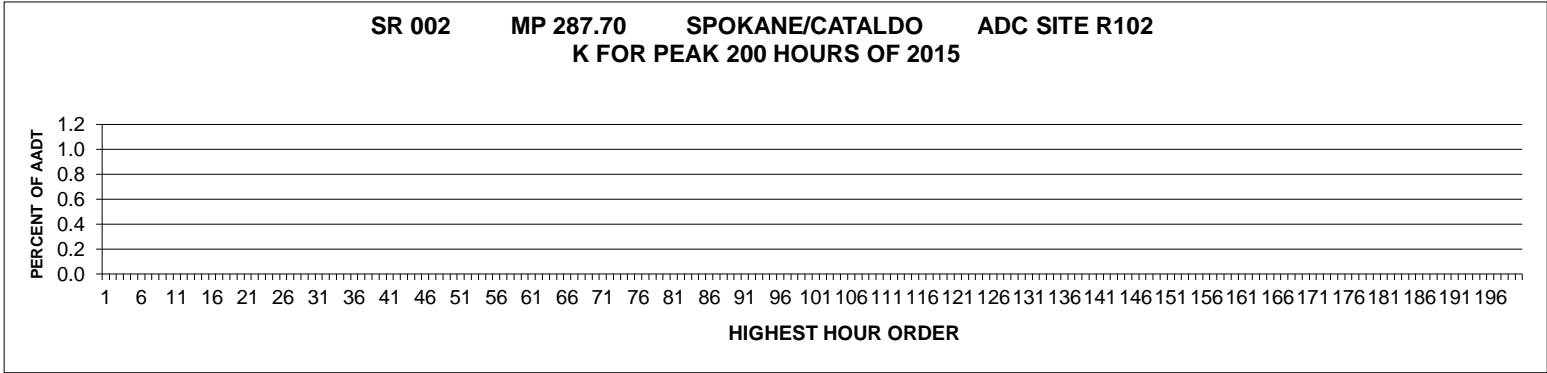 SR 002 MP 287.70 SPOKANE/CATALDO ADC SITE R102
K FOR PEAK 200 HOURS OF 2015
PERCENT OF AADT
1.2
1.0
0.8
0.6
0.4
0.2
0.0
1 6 11 16 21 26 31 36 41 46 51 56 61 66 71 76 81 86 91 96 101 106 111 116 121 126 131 136 141 146 151 156 161 166 171 176 181 186 191 196
HIGHEST HOUR ORDER